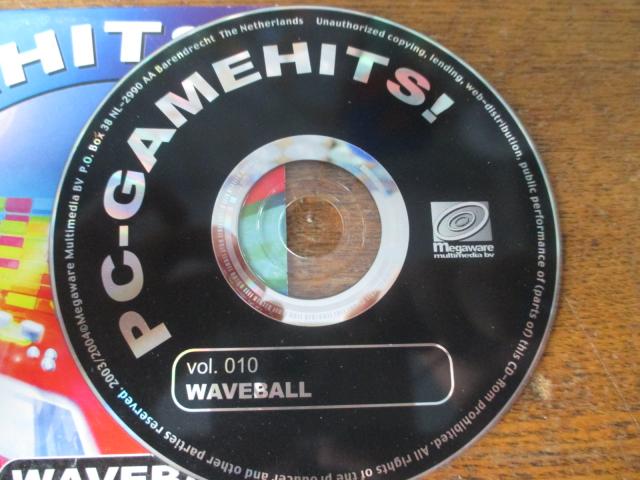 HITS
PC-GAMEHITS!
vol. 010
WAVEBALL
megaware
multimedia bv
2003/2004©Megaware Multimedia BV P.O. Box 38 NL-2990 AA Barendrecht The Netherlands Unauthorized copying, lending, web-distribution, public performance of (parts of) this CD-Rom prohibited. All rights of the producer and other parties reserved.
WAVEB